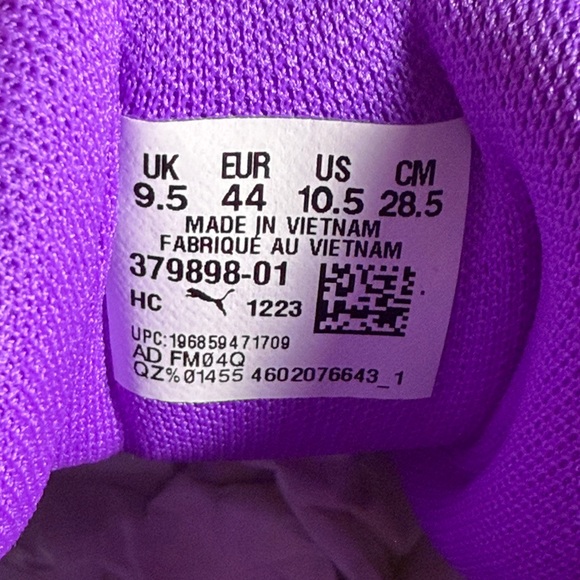 UK EUR US CM
9.5 44 10.5 28.5
MADE IN VIETNAM
FABRIQUÉ AU VIETNAM
379898-01
HC 1223
UPC:196859471709
AD FM04Q
QZ%01455 4602076643_1